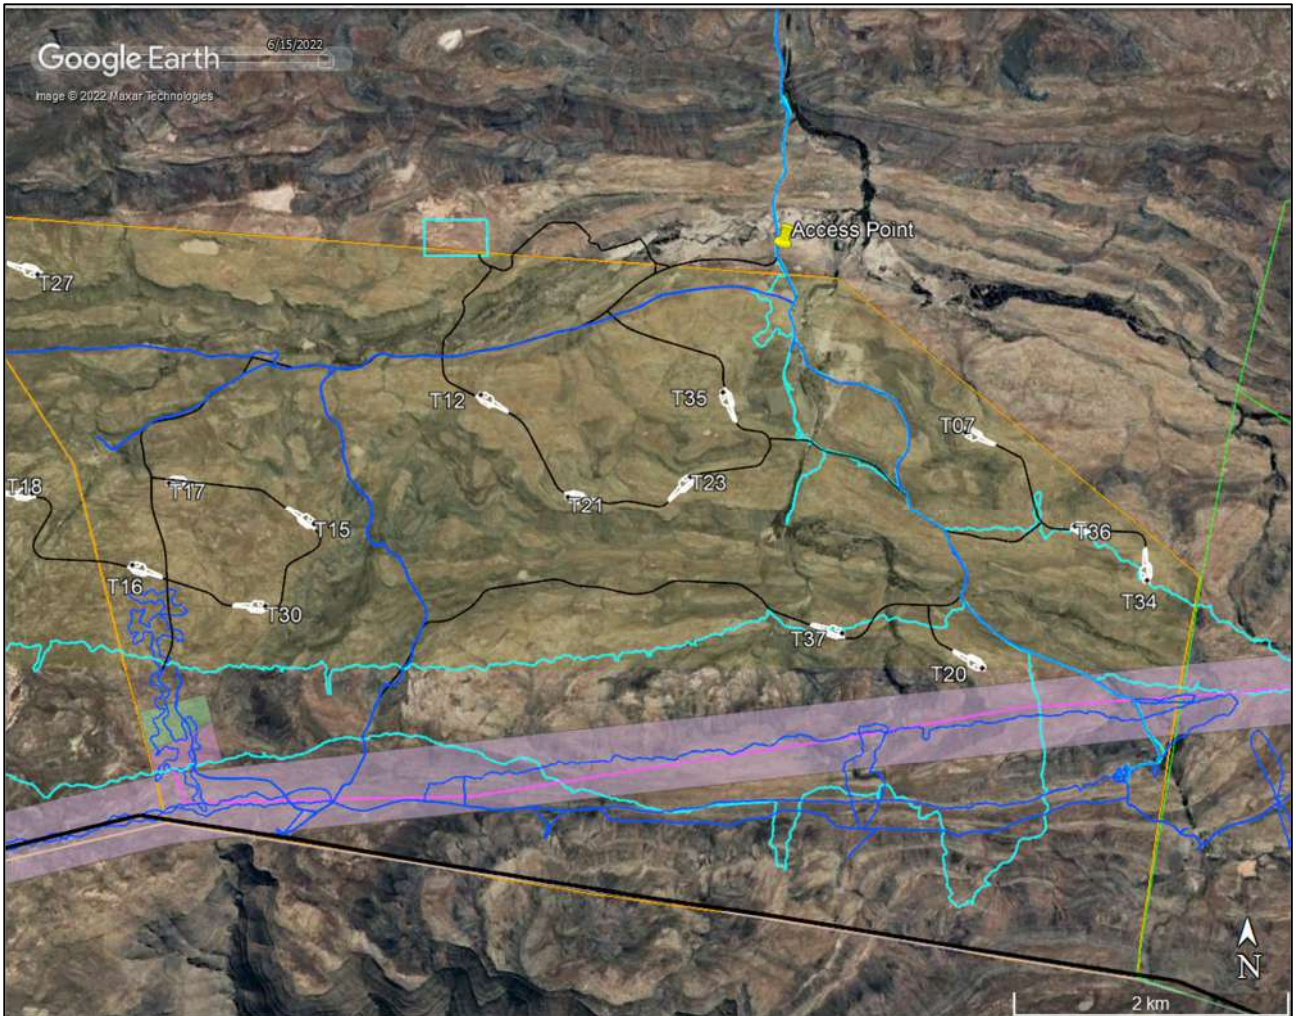 6/15/2022
Google Earth
Image © 2022 Maxar Technologies
Access Point
T27
T12
T35
T07
T18
T17
T21
T23
T15
T36
T16
T30
T34
T37
T20
N
2 km